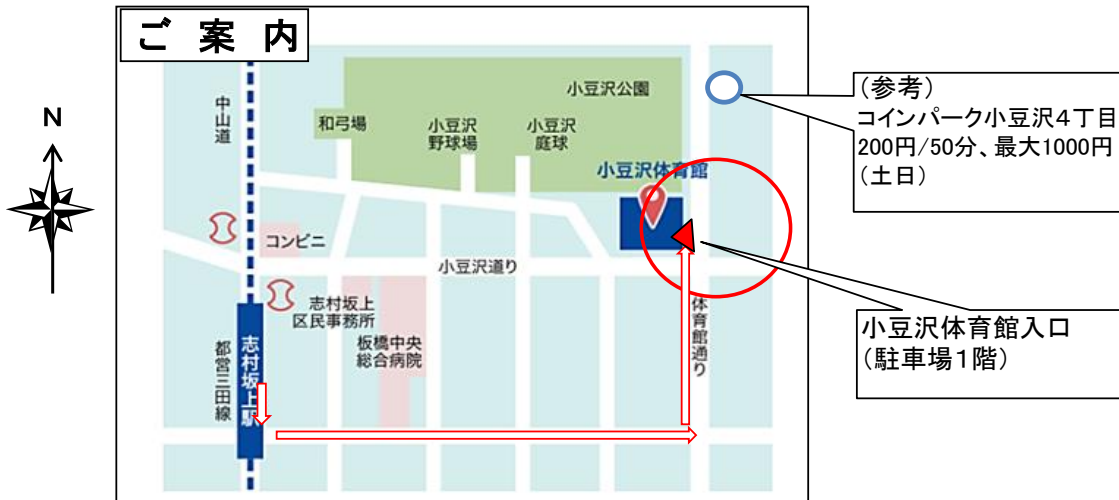 ご 案 内
N
中山道
和弓場
小豆沢
野球場
小豆沢
庭球
小豆沢公園
小豆沢体育館
(参考)
コインパーク小豆沢4丁目
200円/50分、最大1000円
(土日)
コンビニ
小豆沢道り
志村坂上
区民事務所
板橋中央
総合病院
都営三田線
志村坂上駅
体育館通り
小豆沢体育館入口
(駐車場1階)